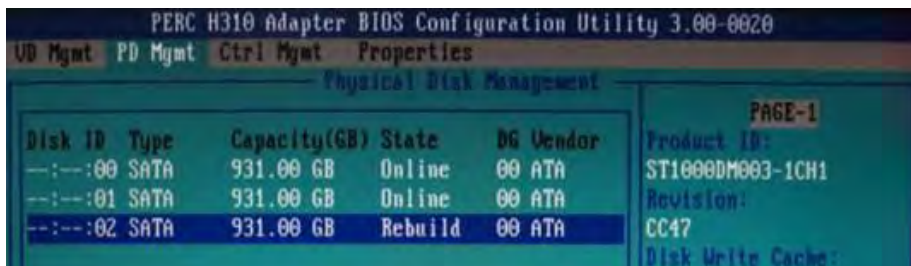 PERC H310 Adapter BIOS Configuration Utility 3.00-0020
VD Mgmt PD Mgmt Ctrl Mgmt Properties
Physical Disk Management
Disk ID Type Capacity(GB) State DG Vendor
--:--:00 SATA 931.00 GB Online 00 ATA
--:--:01 SATA 931.00 GB Online 00 ATA
--:--:02 SATA 931.00 GB Rebuild 00 ATA
PAGE-1
Product ID:
ST1000DM003-1CH1
Revision:
CC47
Disk Write Cache: